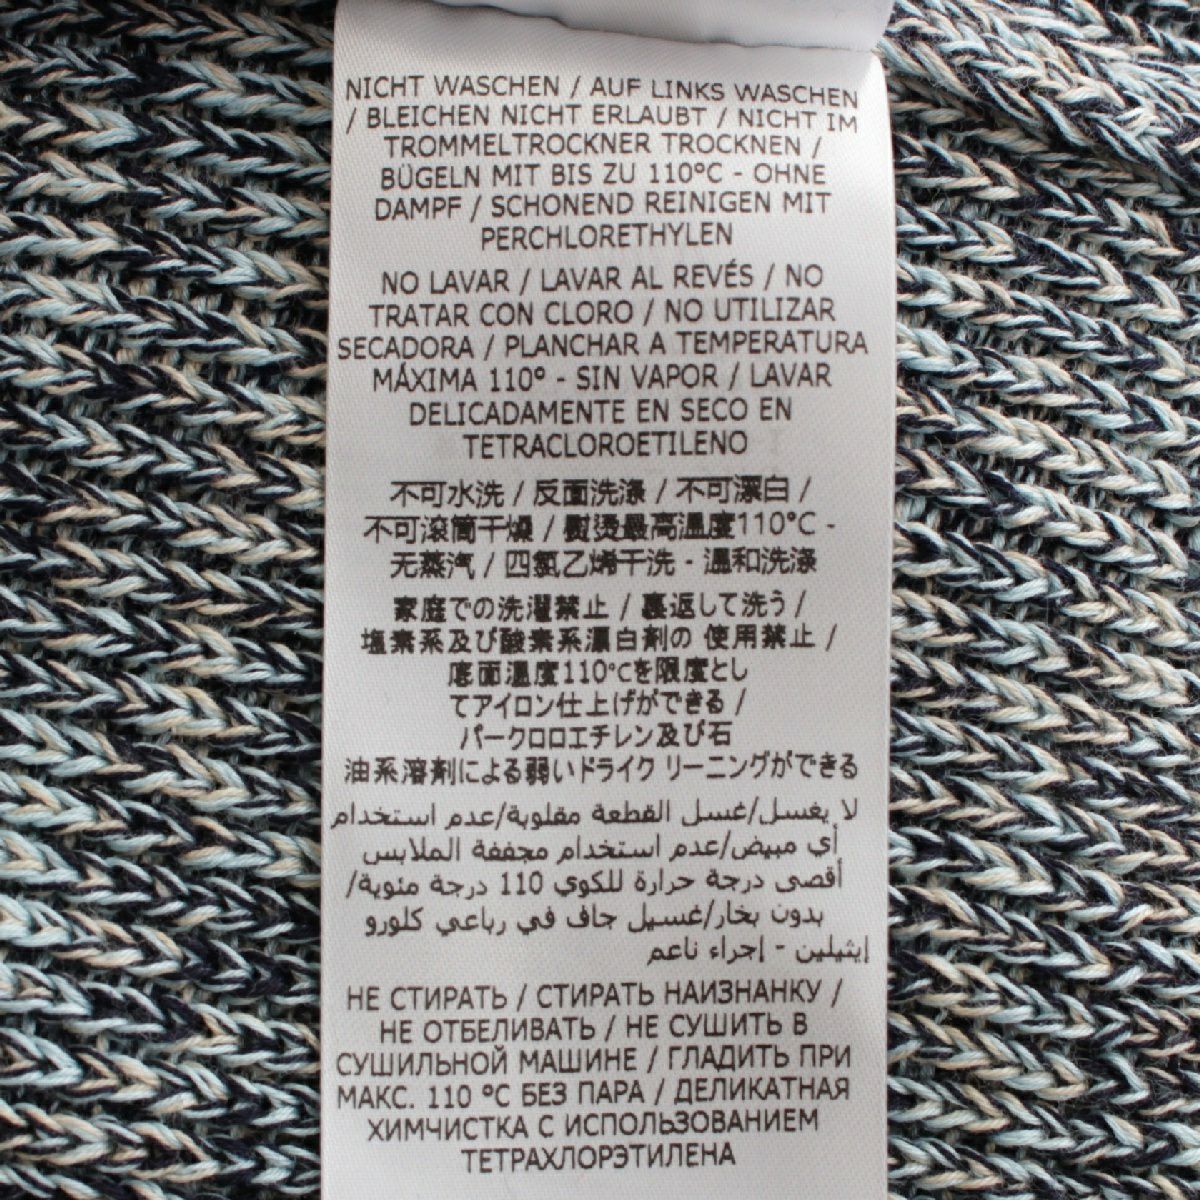 NICHT WASCHEN / AUF LINKS WASCHEN
/ BLEICHEN NICHT ERLAUBT / NICHT IM
TROMMELTROCKNER TROCKNEN /
BÜGELN MIT BIS ZU 110°C - OHNE
DAMPF / SCHONEND REINIGEN MIT
PERCHLORETHYLEN
NO LAVAR / LAVAR AL REVÉS / NO
TRATAR CON CLORO / NO UTILIZAR
SECADORA / PLANCHAR A TEMPERATURA
MÁXIMA 110° - SIN VAPOR / LAVAR
DELICADAMENTE EN SECO EN
TETRACLOROETILENO
不可水洗 / 反面洗涤 / 不可漂白 /
不可滚筒干燥 / 熨烫最高温度110°C -
无蒸汽 / 四氯乙烯干洗 - 温和洗涤
家庭での洗濯禁止 / 裏返して洗う /
塩素系及び酸素系漂白剤の 使用禁止 /
底面温度110℃を限度とし
てアイロン仕上げができる /
パークロロエチレン及び石
油系溶剤による弱いドライク リーニングができる
لا يغسل/غسل القطعة مقلوبة/عدم استخدام
أي مبيض/عدم استخدام مجففة الملابس
أقصى درجة حرارة للكوي 110 درجة مئوية/
بدون بخار/غسيل جاف في رباعي كلورو
إيثيلين - إجراء ناعم
НЕ СТИРАТЬ / СТИРАТЬ НАИЗНАНКУ /
НЕ ОТБЕЛИВАТЬ / НЕ СУШИТЬ В
СУШИЛЬНОЙ МАШИНЕ / ГЛАДИТЬ ПРИ
МАКС. 110 °C БЕЗ ПАРА / ДЕЛИКАТНАЯ
ХИМЧИСТКА С ИСПОЛЬЗОВАНИЕМ
ТЕТРАХЛОРЭТИЛЕНА